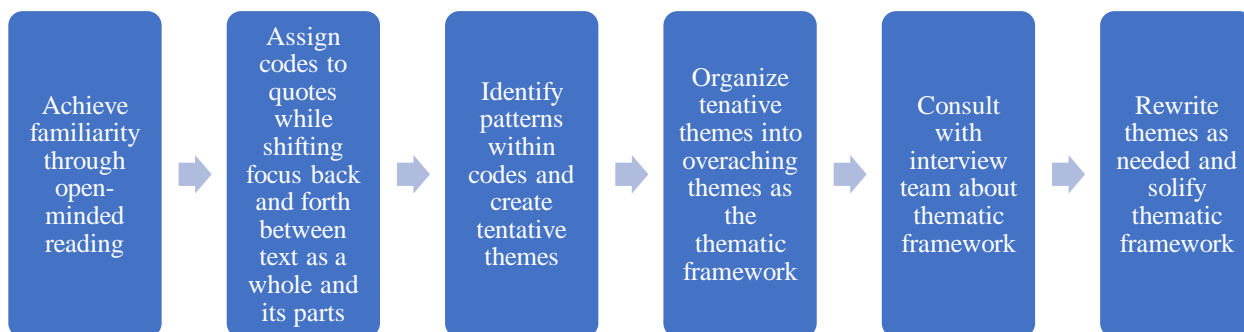 Achieve
familiarity
through
open-
minded
reading
Assign
codes to
quotes
while
shifting
focus back
and forth
between
text as a
whole and
its parts
Identify
patterns
within
codes and
create
tentative
themes
Organize
tenative
themes into
overaching
themes as
the
thematic
framework
Consult
with
interview
team about
thematic
framework
Rewrite
themes as
needed and
solify
thematic
framework